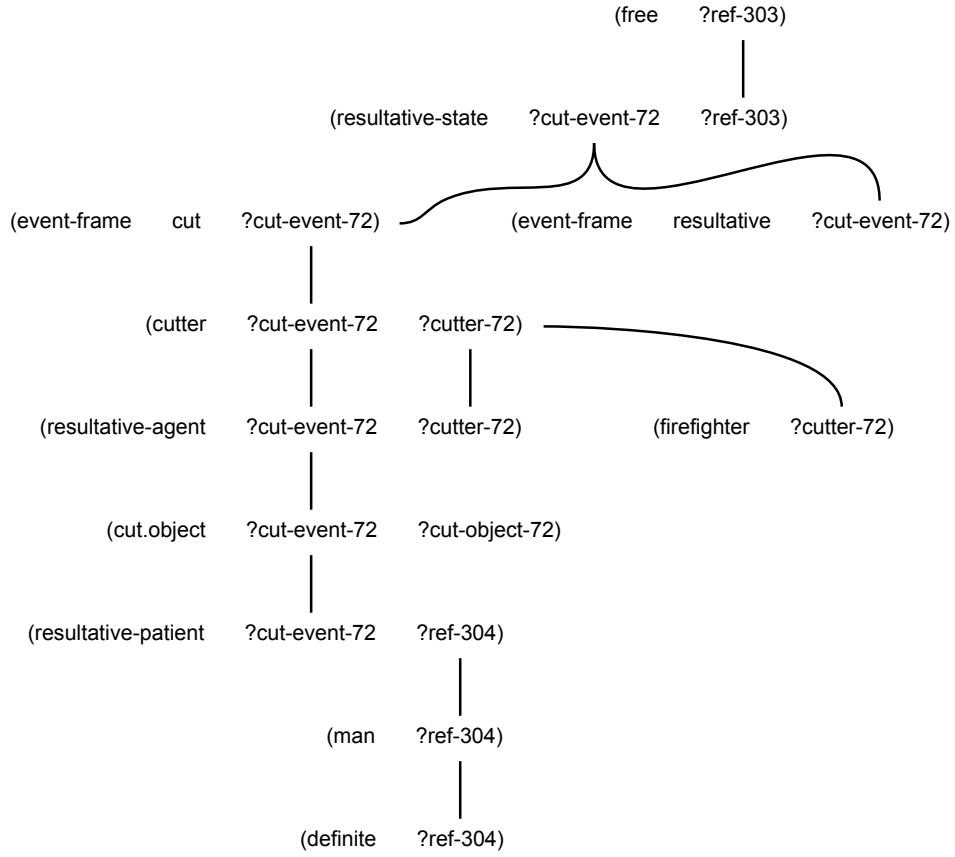 (free ?ref-303)
(resultative-state ?cut-event-72 ?ref-303)
(event-frame cut ?cut-event-72) (event-frame resultative ?cut-event-72)
(cutter ?cut-event-72 ?cutter-72)
(resultative-agent ?cut-event-72 ?cutter-72) (firefighter ?cutter-72)
(cut.object ?cut-event-72 ?cut-object-72)
(resultative-patient ?cut-event-72 ?ref-304)
(man ?ref-304)
(definite ?ref-304)